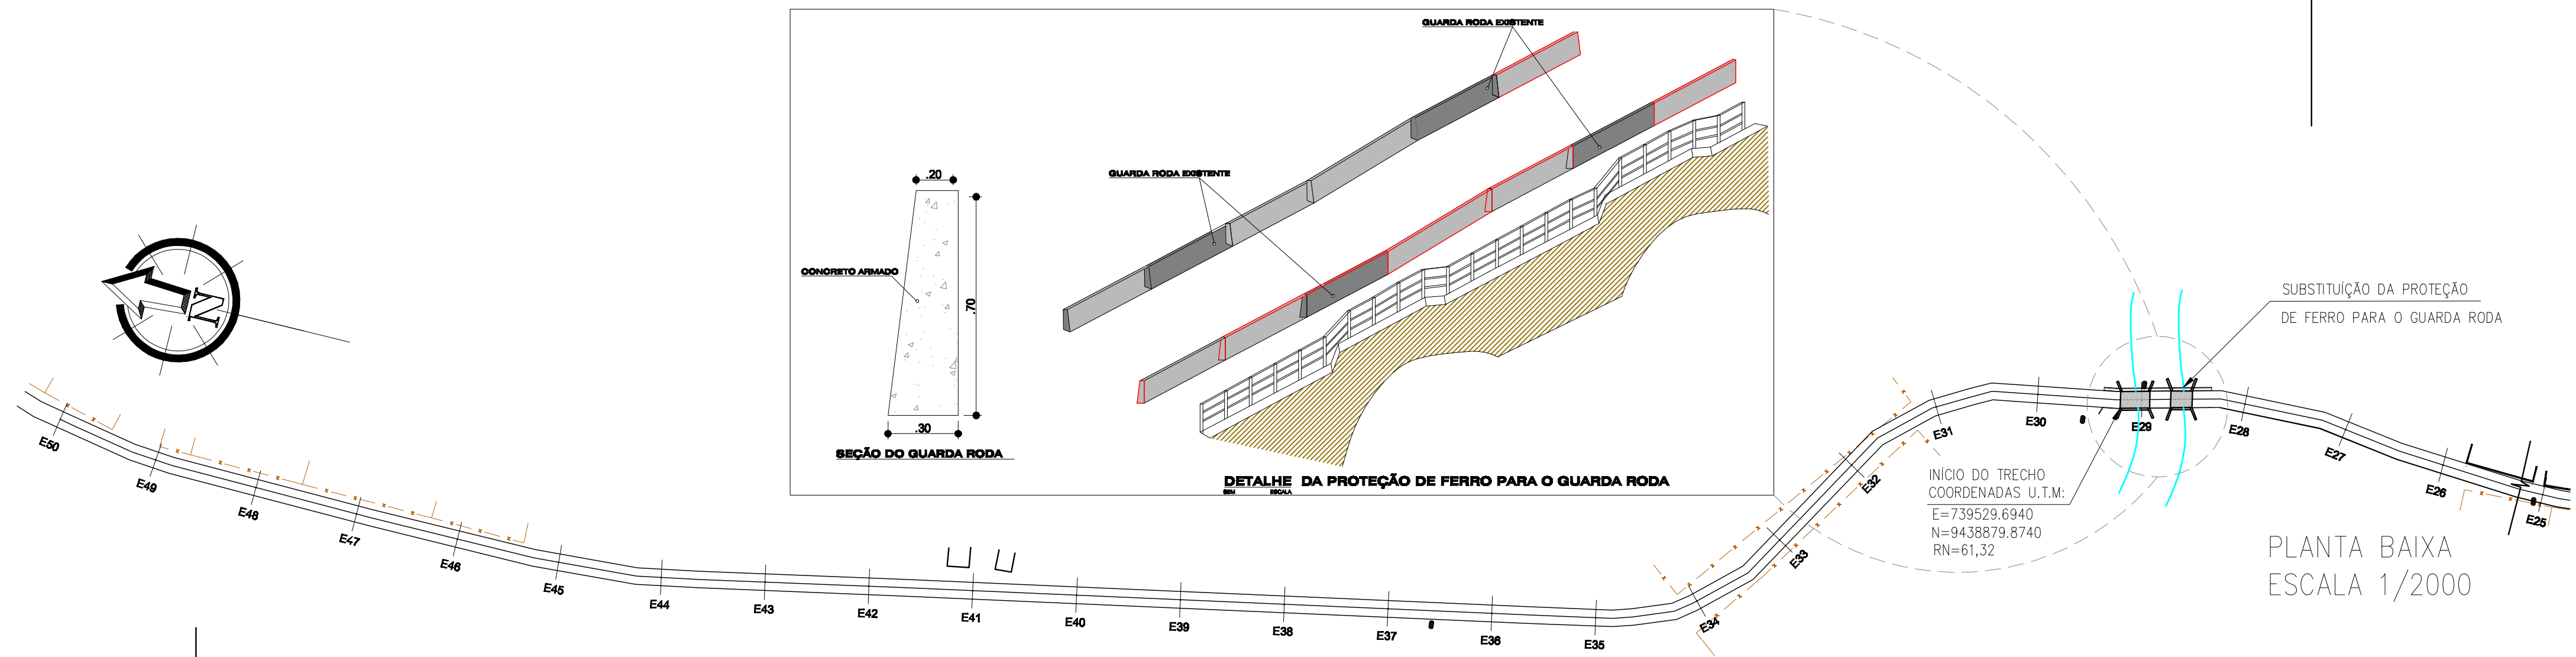 GUARDA RODA EXISTENTE
GUARDA RODA EXISTENTE
.20
CONCRETO ARMADO
.70
.30
SEÇÃO DO GUARDA RODA
DETALHE DA PROTEÇÃO DE FERRO PARA O GUARDA RODA
SEM ESCALA
N
SUBSTITUÍÇÃO DA PROTEÇÃO
DE FERRO PARA O GUARDA RODA
INÍCIO DO TRECHO
COORDENADAS U.T.M:
E=739529.6940
N=9438879.8740
RN=61,32
PLANTA BAIXA
ESCALA 1/2000
E50
E49
E48
E47
E46
E45
E44
E43
E42
E41
E40
E39
E38
E37
E36
E35
E34
E33
E32
E31
E30
E29
E28
E27
E26
E25